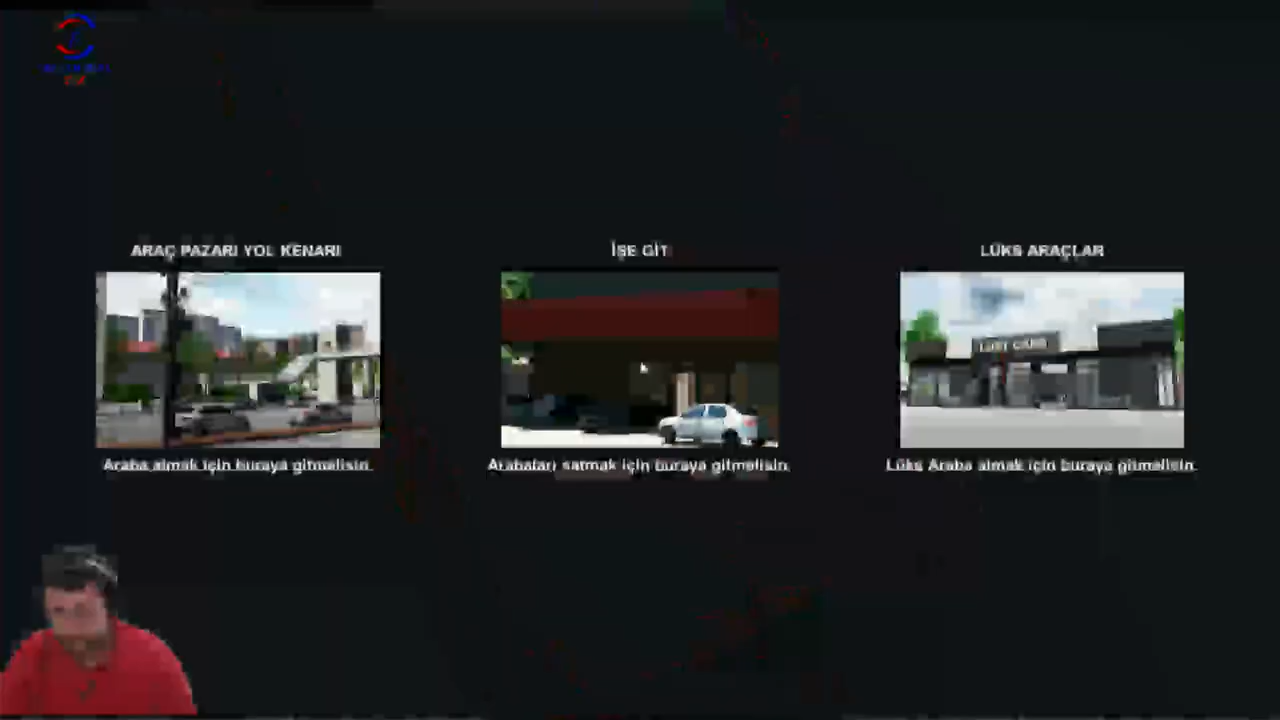 ARAÇ PAZARI YOL KENARI
İŞE GİT
LÜKS ARAÇLAR
Araba almak için buraya gitmelisin.
Arabaları satmak için buraya gitmelisin.
Lüks Araba almak için buraya gitmelisin.